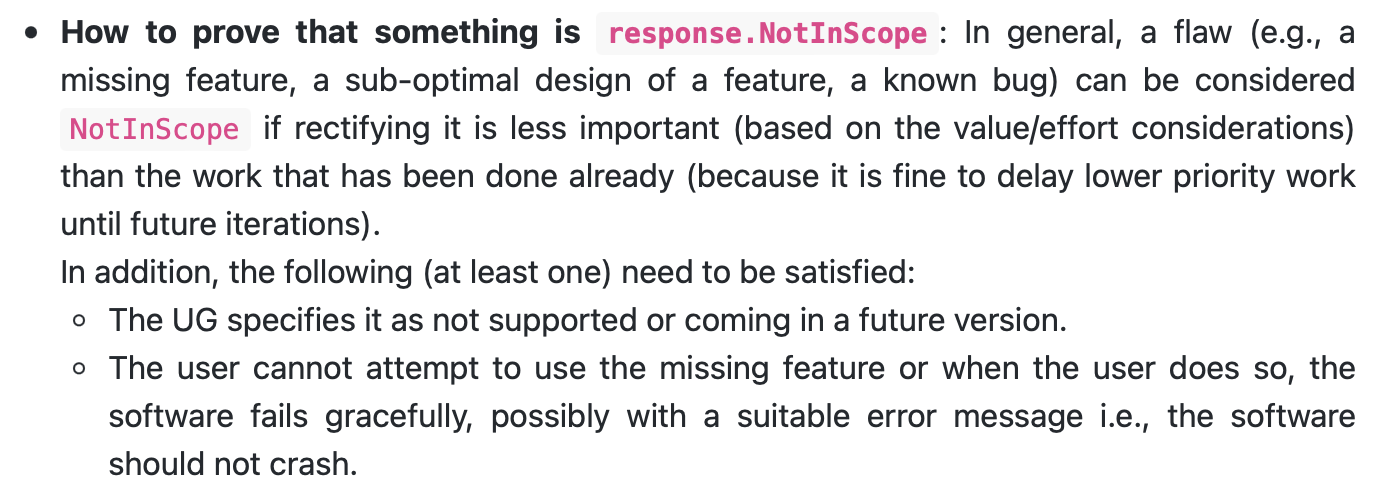 • How to prove that something is response.NotInScope: In general, a flaw (e.g., a
missing feature, a sub-optimal design of a feature, a known bug) can be considered
NotInScope if rectifying it is less important (based on the value/effort considerations)
than the work that has been done already (because it is fine to delay lower priority work
until future iterations).
In addition, the following (at least one) need to be satisfied:
◦ The UG specifies it as not supported or coming in a future version.
◦ The user cannot attempt to use the missing feature or when the user does so, the
software fails gracefully, possibly with a suitable error message i.e., the software
should not crash.